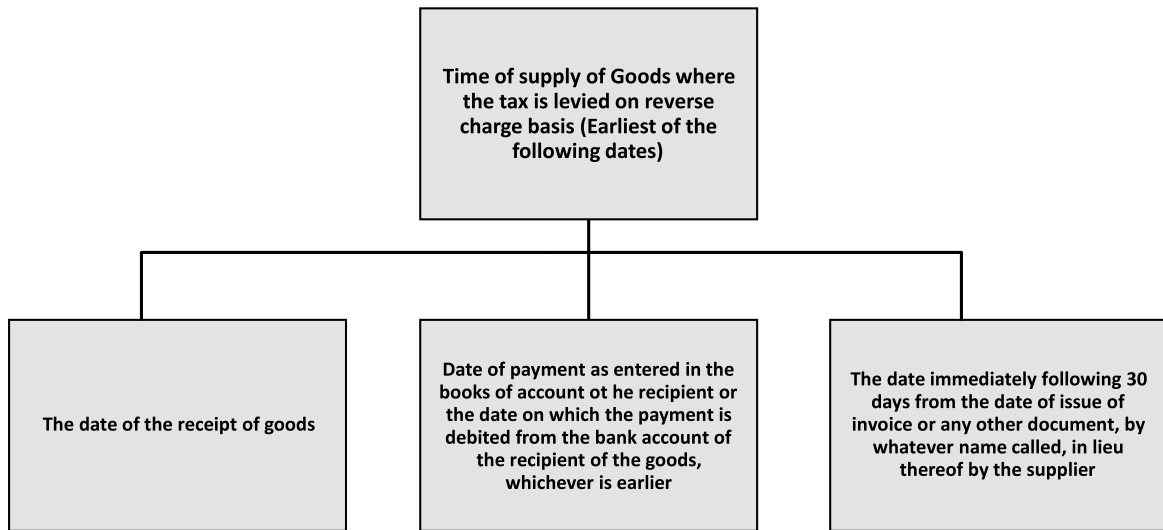 Time of supply of Goods where
the tax is levied on reverse
charge basis (Earliest of the
following dates)
The date of the receipt of goods
Date of payment as entered in the
books of account ot he recipient or
the date on which the payment is
debited from the bank account of
the recipient of the goods,
whichever is earlier
The date immediately following 30
days from the date of issue of
invoice or any other document, by
whatever name called, in lieu
thereof by the supplier